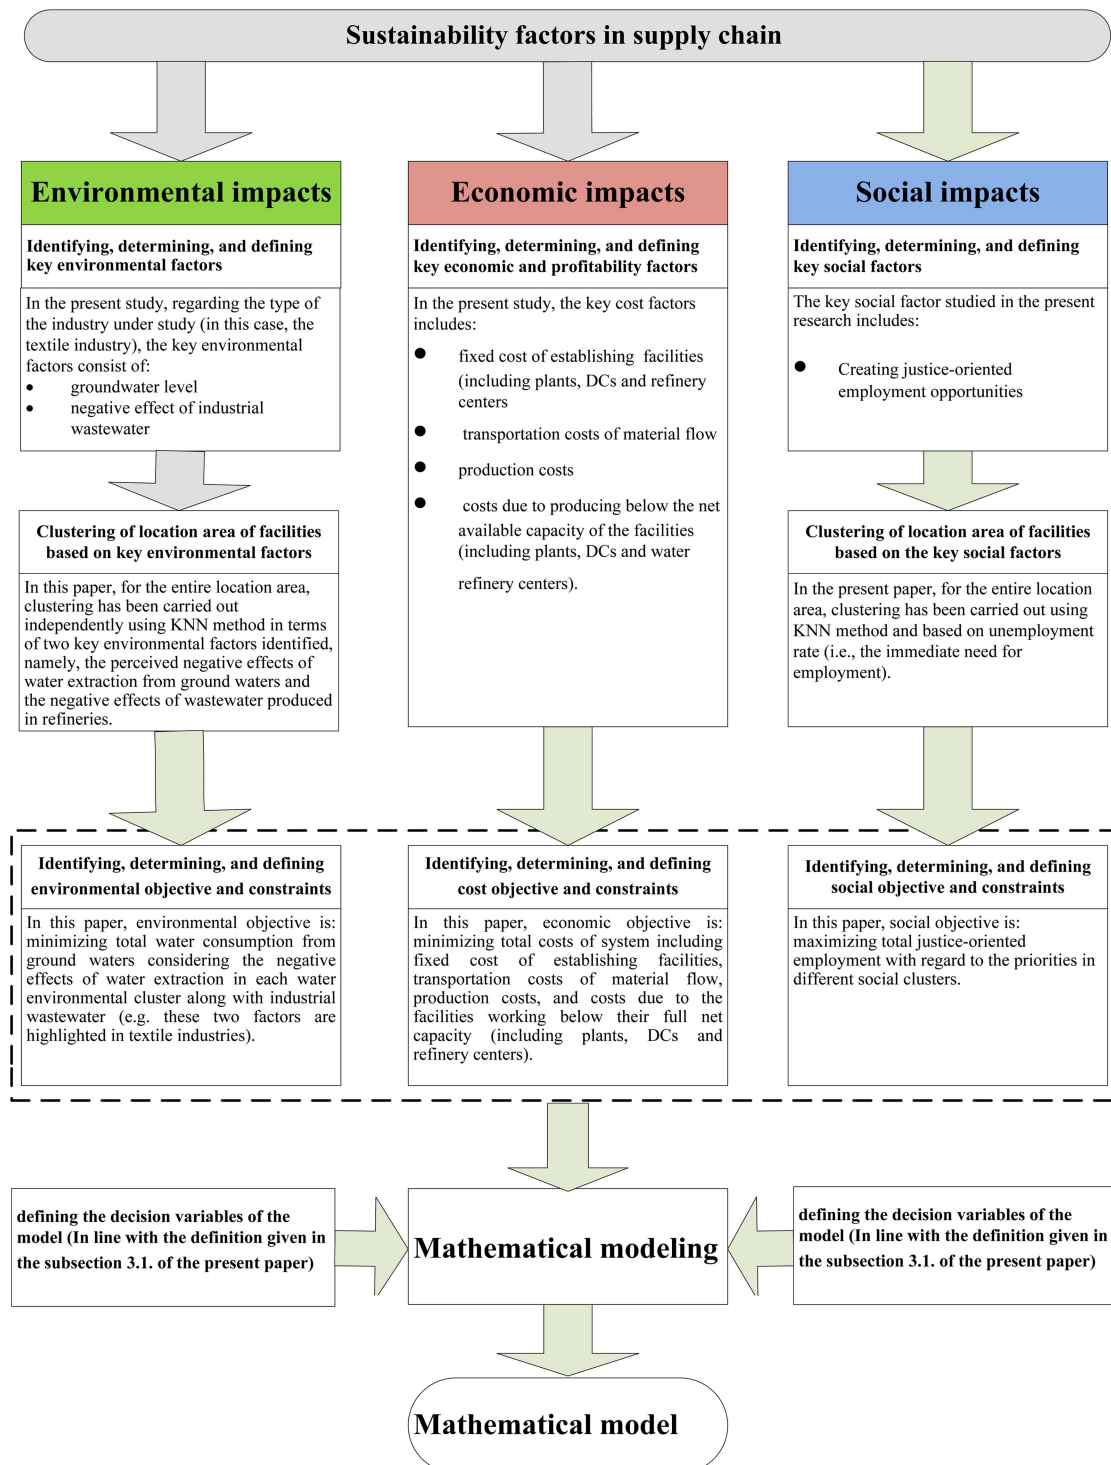 Sustainability factors in supply chain
Environmental impacts
Identifying, determining, and defining
key environmental factors
In the present study, regarding the type of
the industry under study (in this case, the
textile industry), the key environmental
factors consist of:
● groundwater level
● negative effect of industrial
wastewater
Clustering of location area of facilities
based on key environmental factors
In this paper, for the entire location area,
clustering has been carried out
independently using KNN method in terms
of two key environmental factors identified,
namely, the perceived negative effects of
water extraction from ground waters and
the negative effects of wastewater produced
in refineries.
Economic impacts
Identifying, determining, and defining
key economic and profitability factors
In the present study, the key cost factors
includes:
● fixed cost of establishing facilities
(including plants, DCs and refinery
centers
● transportation costs of material flow
● production costs
● costs due to producing below the net
available capacity of the facilities
(including plants, DCs and water
refinery centers).
Social impacts
Identifying, determining, and defining
key social factors
The key social factor studied in the present
research includes:
● Creating justice-oriented
employment opportunities
Clustering of location area of facilities
based on the key social factors
In the present paper, for the entire location
area, clustering has been carried out using
KNN method and based on unemployment
rate (i.e., the immediate need for
employment).
Identifying, determining, and defining
environmental objective and constraints
In this paper, environmental objective is:
minimizing total water consumption from
ground waters considering the negative
effects of water extraction in each water
environmental cluster along with industrial
wastewater (e.g. these two factors are
highlighted in textile industries).
Identifying, determining, and defining
cost objective and constraints
In this paper, economic objective is:
minimizing total costs of system including
fixed cost of establishing facilities,
transportation costs of material flow,
production costs, and costs due to the
facilities working below their full net
capacity (including plants, DCs and
refinery centers).
Identifying, determining, and defining
social objective and constraints
In this paper, social objective is:
maximizing total justice-oriented
employment with regard to the priorities in
different social clusters.
defining the decision variables of the
model (In line with the definition given in
the subsection 3.1. of the present paper)
Mathematical modeling
defining the decision variables of the
model (In line with the definition given in
the subsection 3.1. of the present paper)
Mathematical model